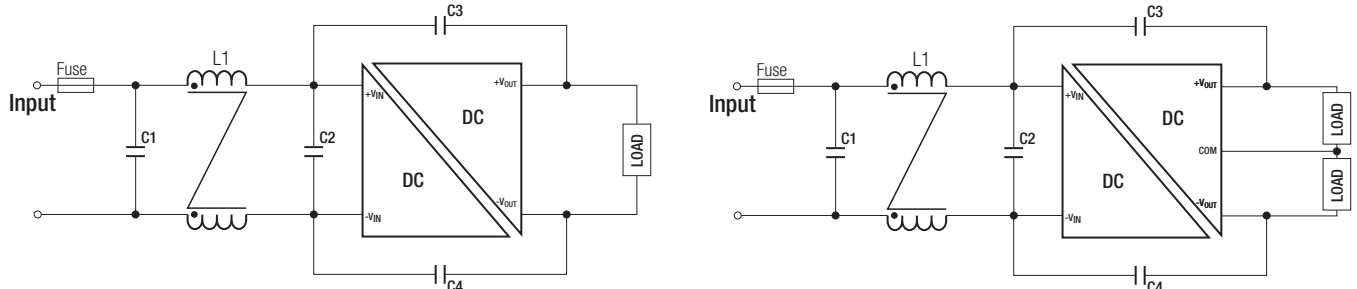 C3
L1
Fuse
+VIN
+VOUT
Input
DC
C1
C2
LOAD
DC
-VIN
-VOUT
C4
C3
L1
Fuse
+VIN
+VOUT
Input
DC
LOAD
C1
C2
COM
DC
LOAD
-VIN
-VOUT
C4